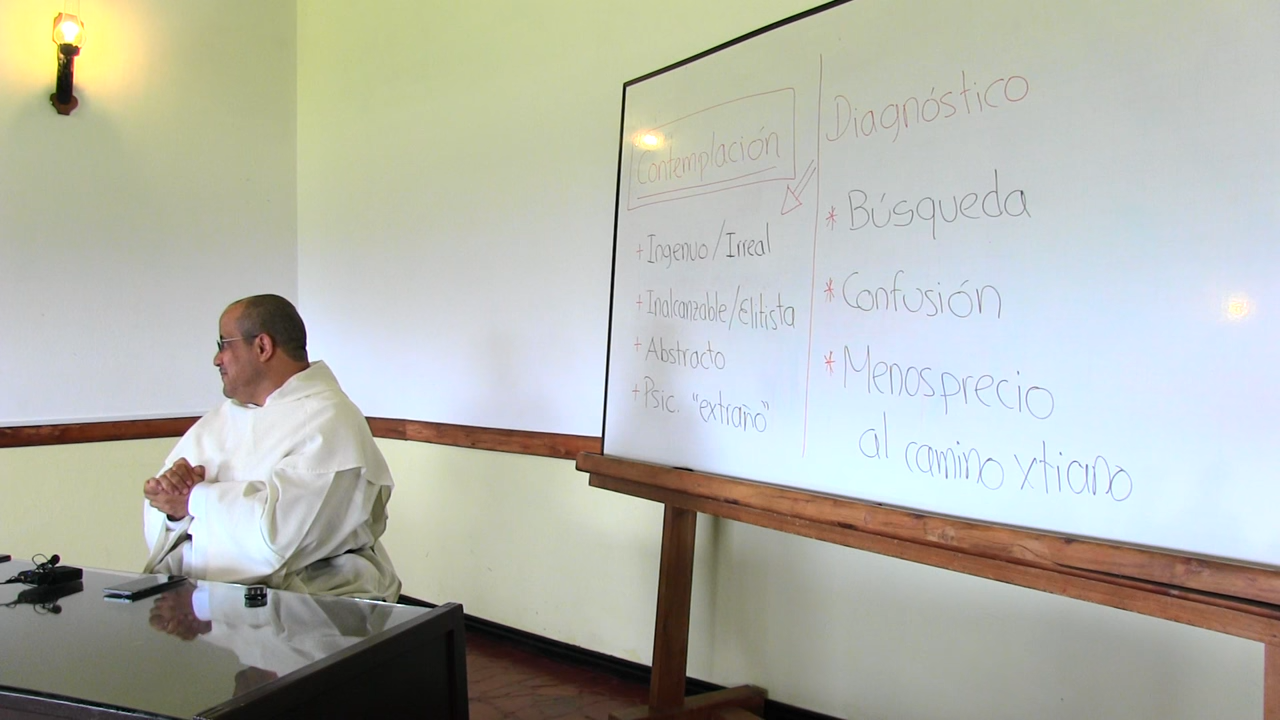 Contemplación
+ Ingenuo / Irreal
+ Inalcanzable/Elitista
+ Abstracto
+ Psic. "extraño"
Diagnóstico
* Búsqueda
* Confusión
* Menosprecio
al camino xtiano